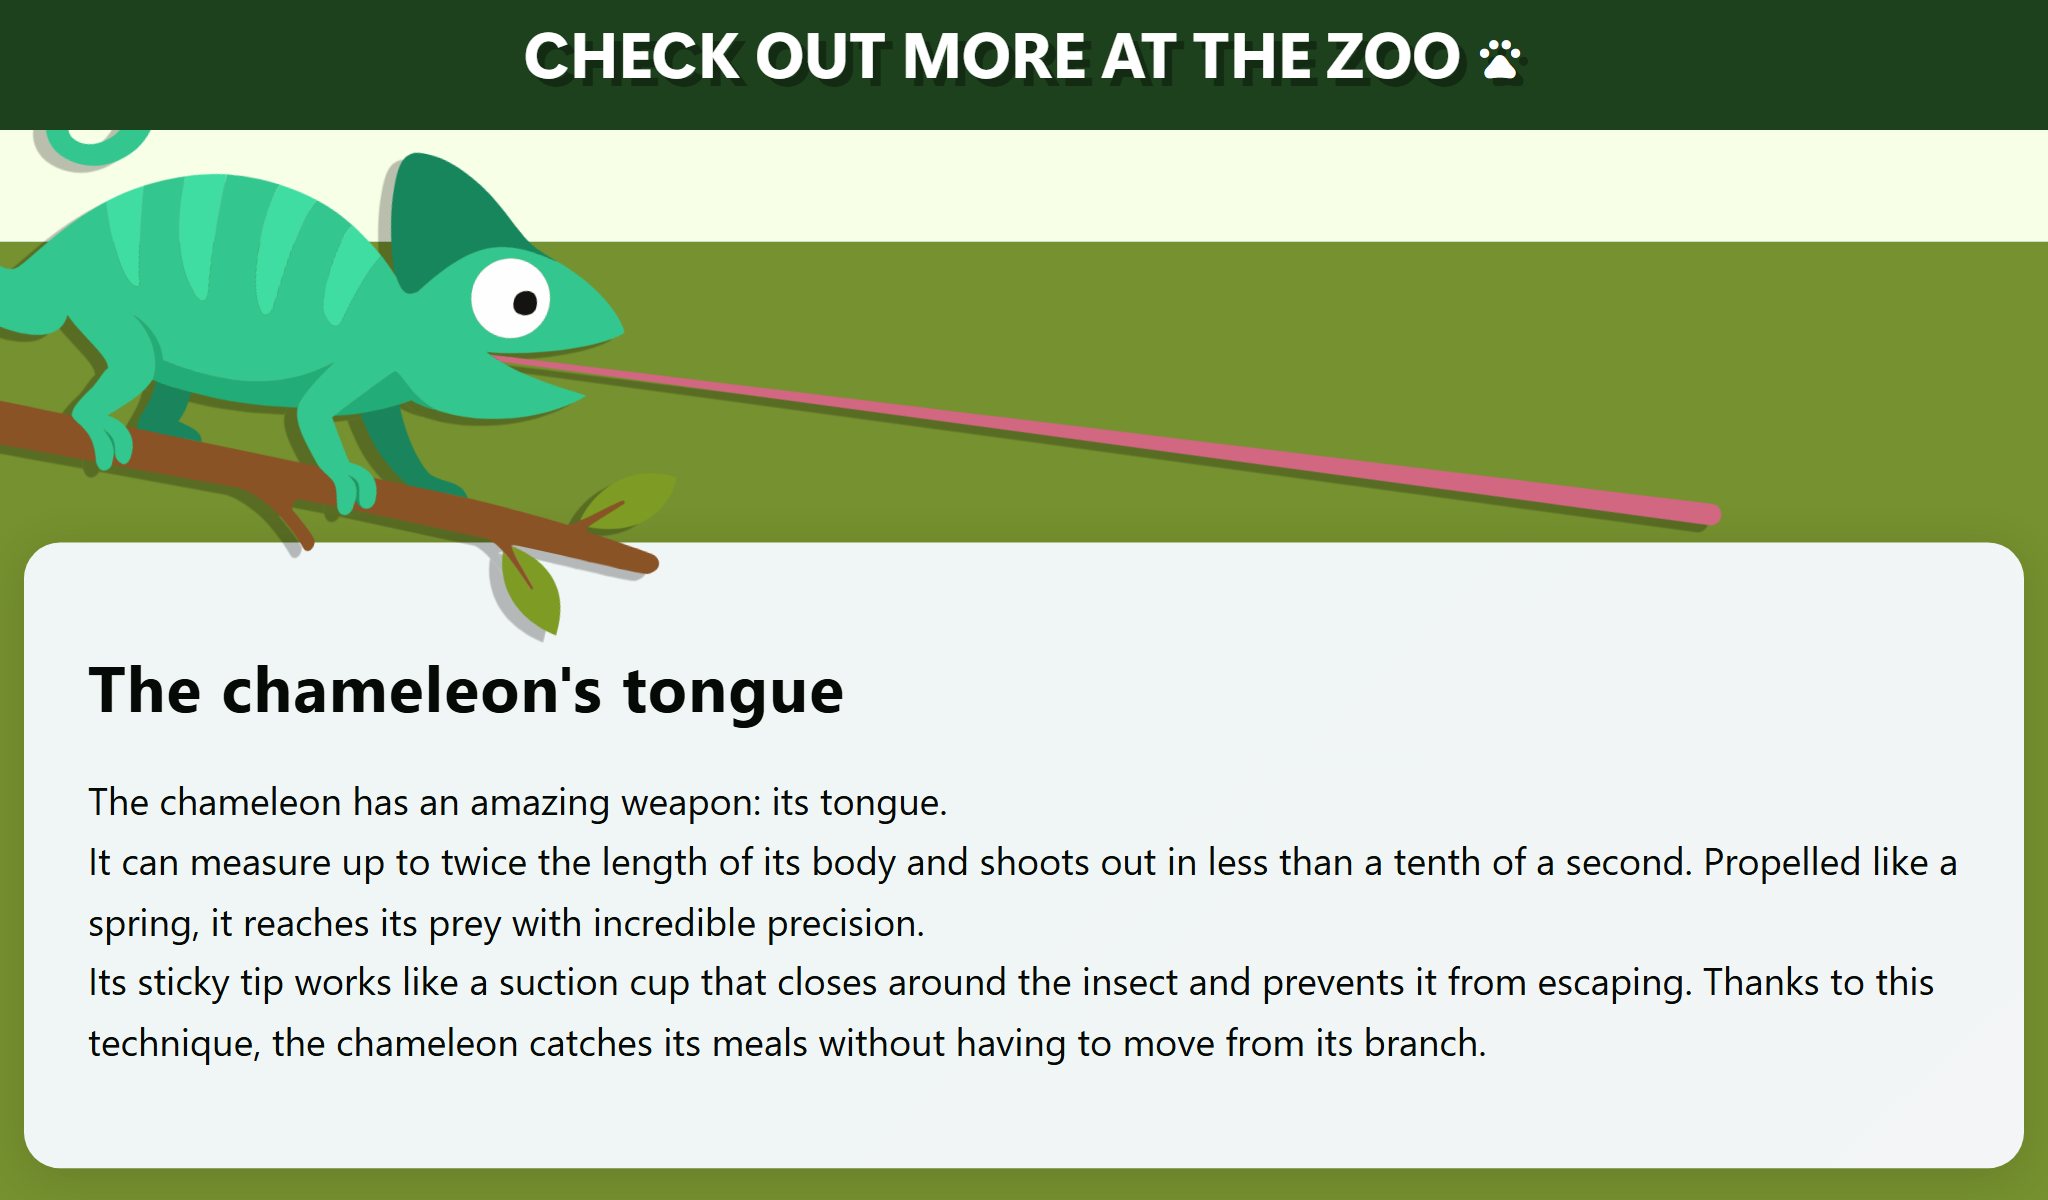 CHECK OUT MORE AT THE ZOO
The chameleon's tongue
The chameleon has an amazing weapon: its tongue.
It can measure up to twice the length of its body and shoots out in less than a tenth of a second. Propelled like a
spring, it reaches its prey with incredible precision.
Its sticky tip works like a suction cup that closes around the insect and prevents it from escaping. Thanks to this
technique, the chameleon catches its meals without having to move from its branch.